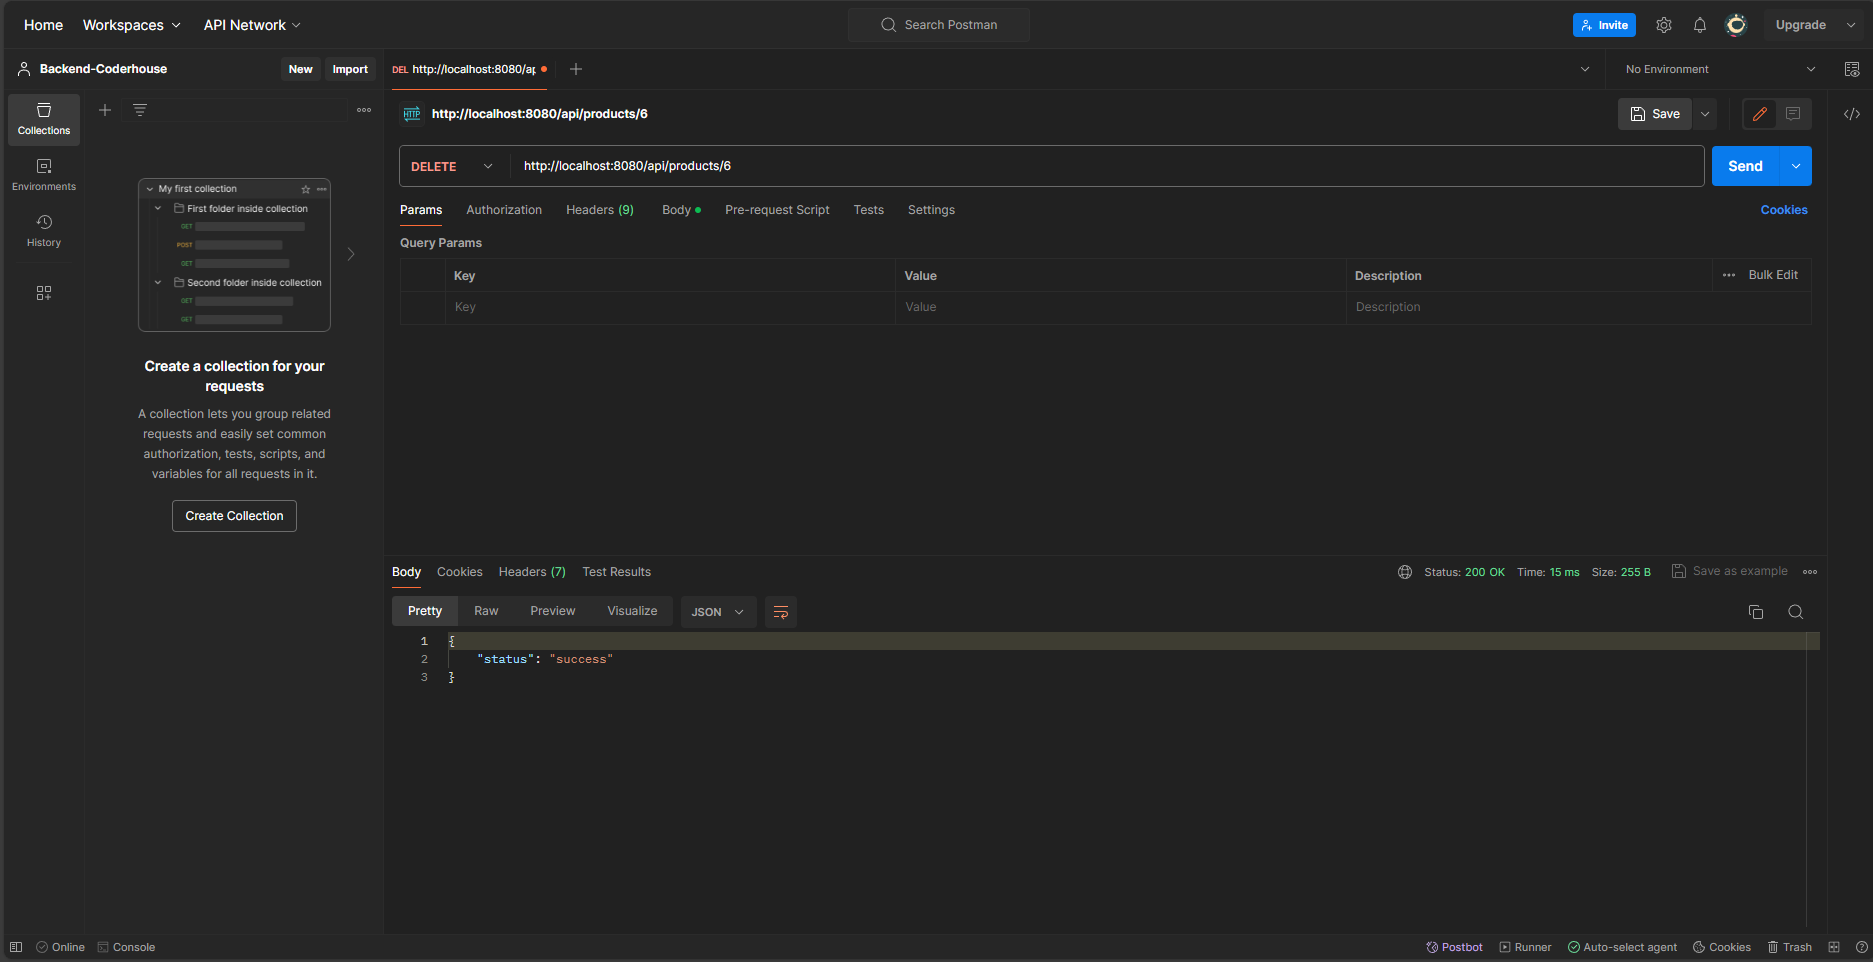 Home Workspaces API Network Search Postman Invite Upgrade
Backend-Coderhouse New Import DEL http://localhost:8080/ap No Environment
Collections
Environments
History
My first collection
First folder inside collection
GET
POST
GET
Second folder inside collection
GET
GET
Create a collection for your
requests
A collection lets you group related
requests and easily set common
authorization, tests, scripts, and
variables for all requests in it.
Create Collection
HTTP http://localhost:8080/api/products/6 Save
DELETE http://localhost:8080/api/products/6 Send
Params Authorization Headers (9) Body Pre-request Script Tests Settings Cookies
Query Params
Key Value Description Bulk Edit
Key Value Description
Body Cookies Headers (7) Test Results Status: 200 OK Time: 15 ms Size: 255 B Save as example
Pretty Raw Preview Visualize JSON
1 {
2 "status": "success"
3 }
Online Console Postbot Runner Auto-select agent Cookies Trash